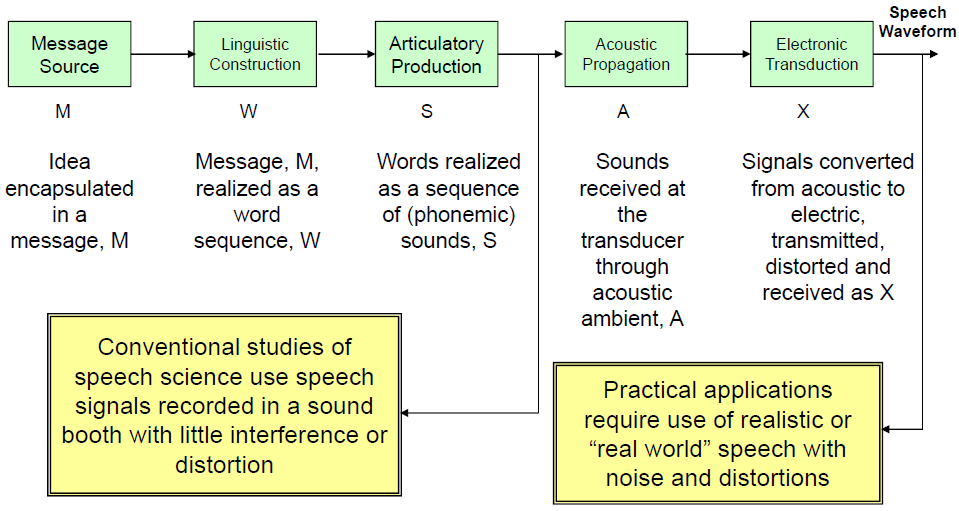 Message
Source
Linguistic
Construction
Articulatory
Production
Acoustic
Propagation
Electronic
Transduction
Speech
Waveform
M
W
S
A
X
Idea
encapsulated
in a
message, M
Message, M,
realized as a
word
sequence, W
Words realized
as a sequence
of (phonemic)
sounds, S
Sounds
received at
the
transducer
through
acoustic
ambient, A
Signals converted
from acoustic to
electric,
transmitted,
distorted and
received as X
Conventional studies of
speech science use speech
signals recorded in a sound
booth with little interference or
distortion
Practical applications
require use of realistic or
“real world” speech with
noise and distortions